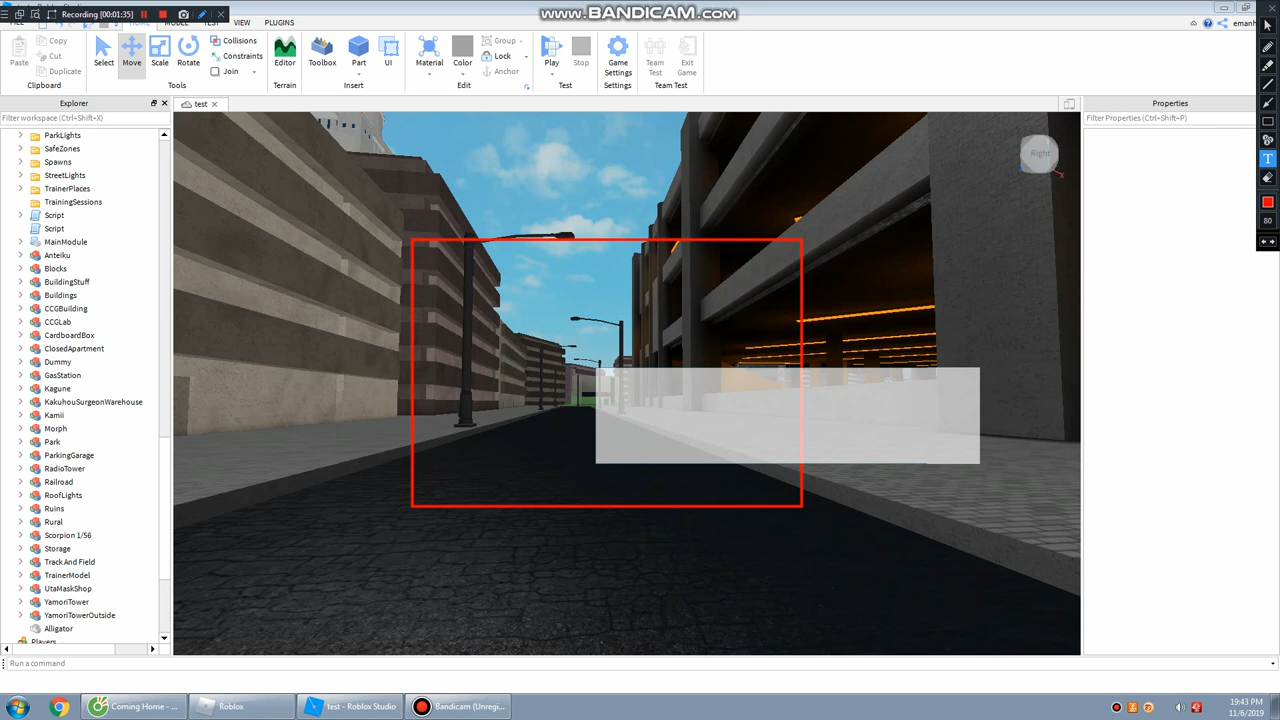 www.BANDICAM.com
Recording [00:01:35]
VIEW PLUGINS
emanh
Copy
Cut
Paste Duplicate
Clipboard
Select Move Scale Rotate
Collisions
Constraints
Join
Tools
Editor
Terrain
Toolbox Part UI
Insert
Material Color
Group
Lock
Anchor
Edit
Play Stop
Test
Game Settings
Settings
Team Test
Exit Game
Team Test
Explorer
test
Properties
Filter workspace (Ctrl+Shift+X)
Filter Properties (Ctrl+Shift+P)
ParkLights
SafeZones
Spawns
StreetLights
TrainerPlaces
TrainingSessions
Script
Script
MainModule
Anteiku
Blocks
BuildingStuff
Buildings
CCGBuilding
CCGLab
CardboardBox
ClosedApartment
Dummy
GasStation
Kagune
KakuhouSurgeonWarehouse
Kamii
Morph
Park
ParkingGarage
RadioTower
Railroad
RoofLights
Ruins
Rural
Scorpion 1/56
Storage
Track And Field
TrainerModel
UtaMaskShop
YamoriTower
YamoriTowerOutside
Alligator
Players
Right
X
T
80
Run a command
Coming Home - ...
Roblox
test - Roblox Studio
Bandicam (Unregi...
19:43 PM
11/6/2019